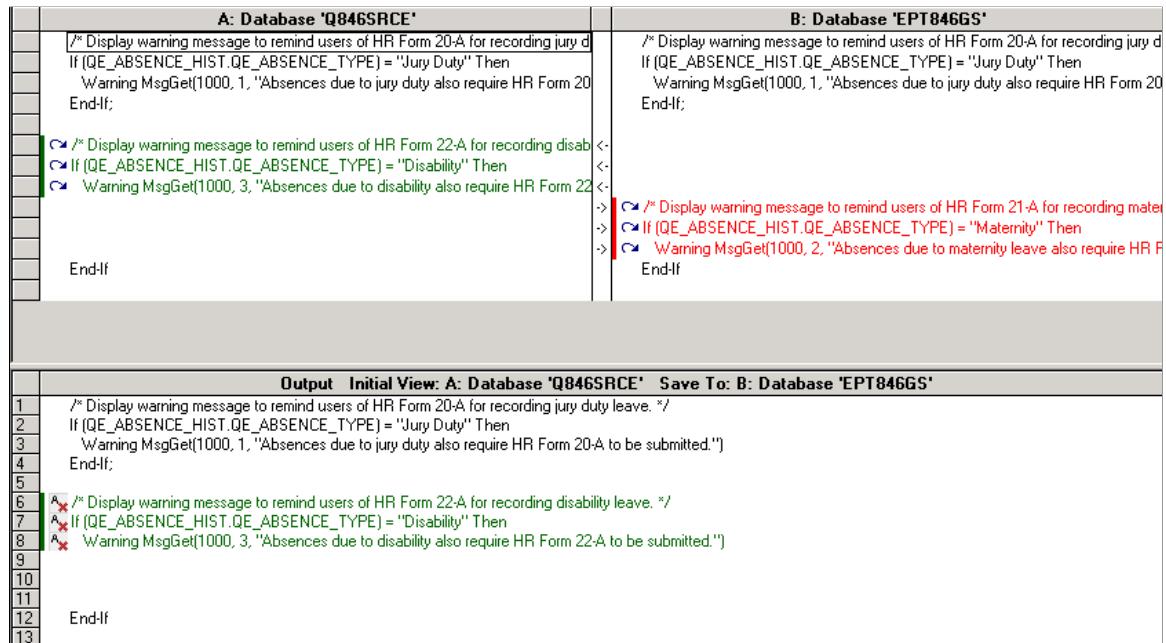 A: Database 'Q846SRCE'
/* Display warning message to remind users of HR Form 20-A for recording jury d
If (QE_ABSENCE_HIST.QE_ABSENCE_TYPE) = "Jury Duty" Then
Warning MsgGet(1000, 1, "Absences due to jury duty also require HR Form 20
End-If;
/* Display warning message to remind users of HR Form 22-A for recording disab
If (QE_ABSENCE_HIST.QE_ABSENCE_TYPE) = "Disability" Then
Warning MsgGet(1000, 3, "Absences due to disability also require HR Form 22
End-If
<-
<-
<-
->
->
->
B: Database 'EPT846GS'
/* Display warning message to remind users of HR Form 20-A for recording jury d
If (QE_ABSENCE_HIST.QE_ABSENCE_TYPE) = "Jury Duty" Then
Warning MsgGet(1000, 1, "Absences due to jury duty also require HR Form 20
End-If;
/* Display warning message to remind users of HR Form 21-A for recording mater
If (QE_ABSENCE_HIST.QE_ABSENCE_TYPE) = "Maternity" Then
Warning MsgGet(1000, 2, "Absences due to maternity leave also require HR F
End-If
Output Initial View: A: Database 'Q846SRCE' Save To: B: Database 'EPT846GS'
1 /* Display warning message to remind users of HR Form 20-A for recording jury duty leave. */
2 If (QE_ABSENCE_HIST.QE_ABSENCE_TYPE) = "Jury Duty" Then
3 Warning MsgGet(1000, 1, "Absences due to jury duty also require HR Form 20-A to be submitted.")
4 End-If;
5
6 A /* Display warning message to remind users of HR Form 22-A for recording disability leave. */
7 A If (QE_ABSENCE_HIST.QE_ABSENCE_TYPE) = "Disability" Then
8 A Warning MsgGet(1000, 3, "Absences due to disability also require HR Form 22-A to be submitted.")
9
10
11
12 End-If
13